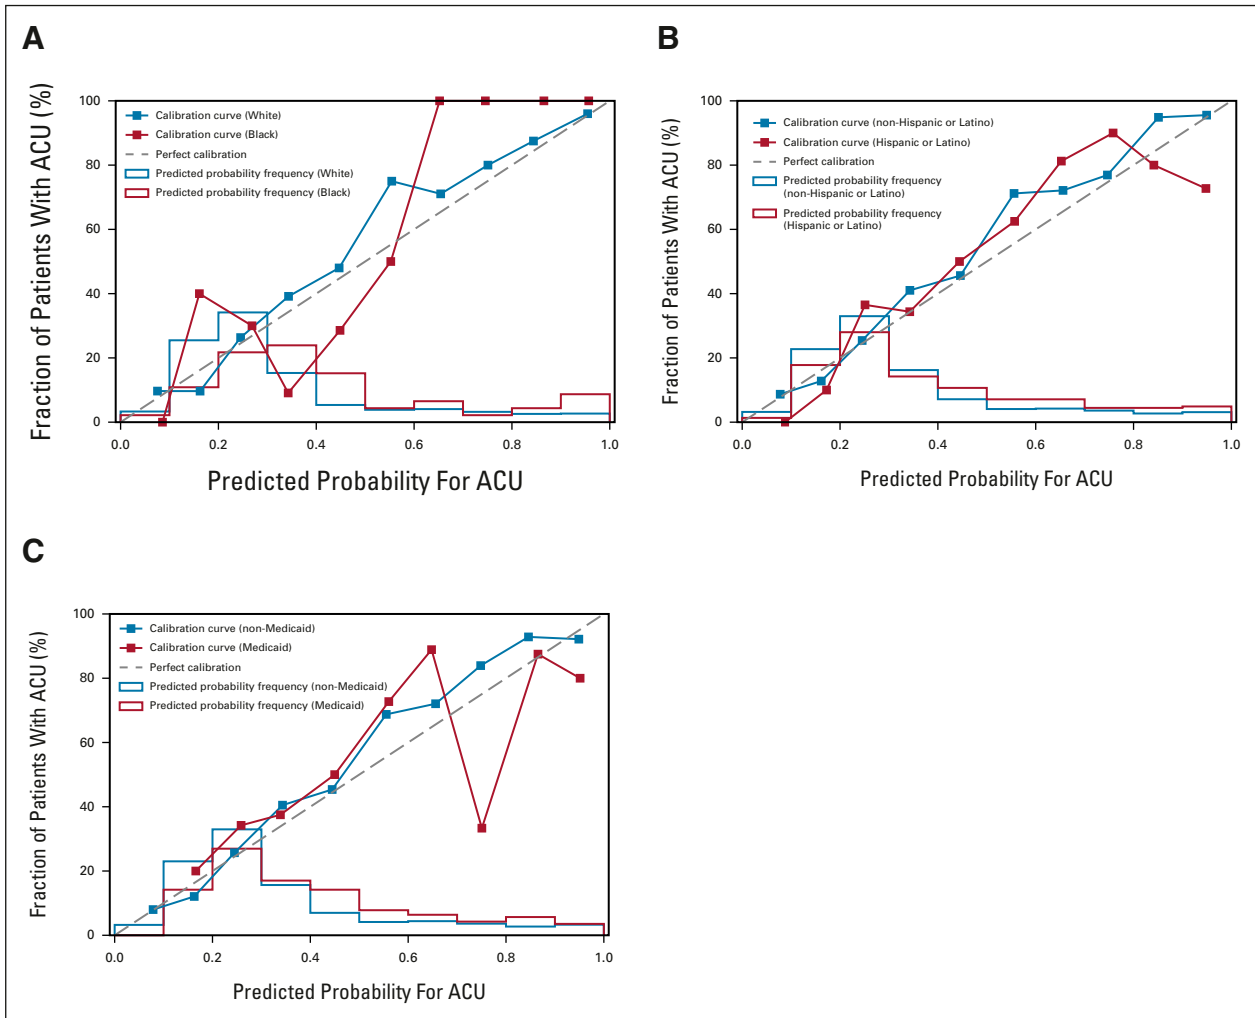 A
Fraction of Patients With ACU (%)
100
80
60
40
20
0
Calibration curve (White)
Calibration curve (Black)
Perfect calibration
Predicted probability frequency (White)
Predicted probability frequency (Black)
0.0 0.2 0.4 0.6 0.8 1.0
Predicted Probability For ACU
B
Fraction of Patients With ACU (%)
100
80
60
40
20
0
Calibration curve (non-Hispanic or Latino)
Calibration curve (Hispanic or Latino)
Perfect calibration
Predicted probability frequency
(non-Hispanic or Latino)
Predicted probability frequency
(Hispanic or Latino)
0.0 0.2 0.4 0.6 0.8 1.0
Predicted Probability For ACU
C
Fraction of Patients With ACU (%)
100
80
60
40
20
0
Calibration curve (non-Medicaid)
Calibration curve (Medicaid)
Perfect calibration
Predicted probability frequency (non-Medicaid)
Predicted probability frequency (Medicaid)
0.0 0.2 0.4 0.6 0.8 1.0
Predicted Probability For ACU